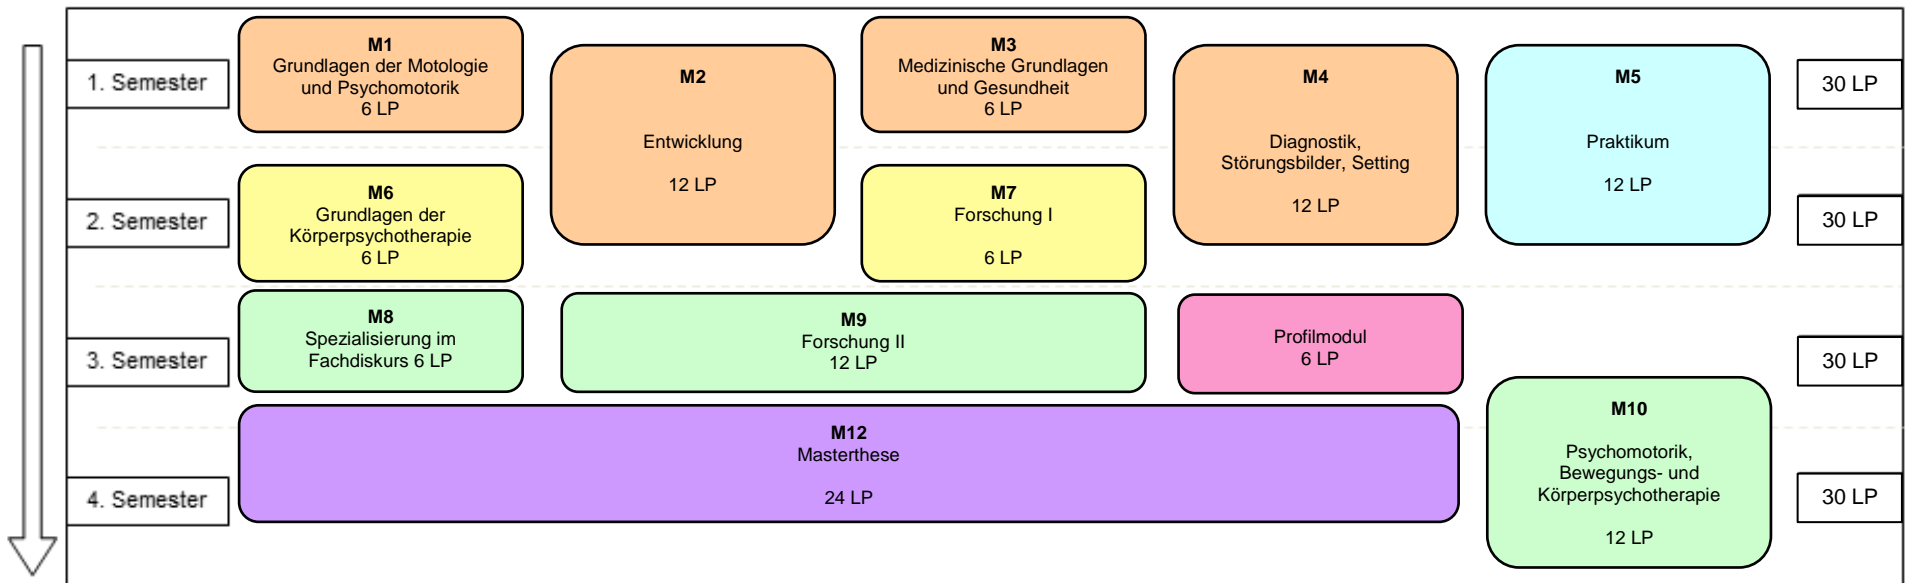 1. Semester
M1
Grundlagen der Motologie
und Psychomotorik
6 LP
M2
Entwicklung
12 LP
M3
Medizinische Grundlagen
und Gesundheit
6 LP
M4
Diagnostik,
Störungsbilder, Setting
12 LP
M5
Praktikum
12 LP
30 LP
2. Semester
M6
Grundlagen der
Körperpsychotherapie
6 LP
M7
Forschung I
6 LP
30 LP
3. Semester
M8
Spezialisierung im
Fachdiskurs 6 LP
M9
Forschung II
12 LP
Profilmodul
6 LP
30 LP
M10
Psychomotorik,
Bewegungs- und
Körperpsychotherapie
12 LP
4. Semester
M12
Masterthese
24 LP
30 LP